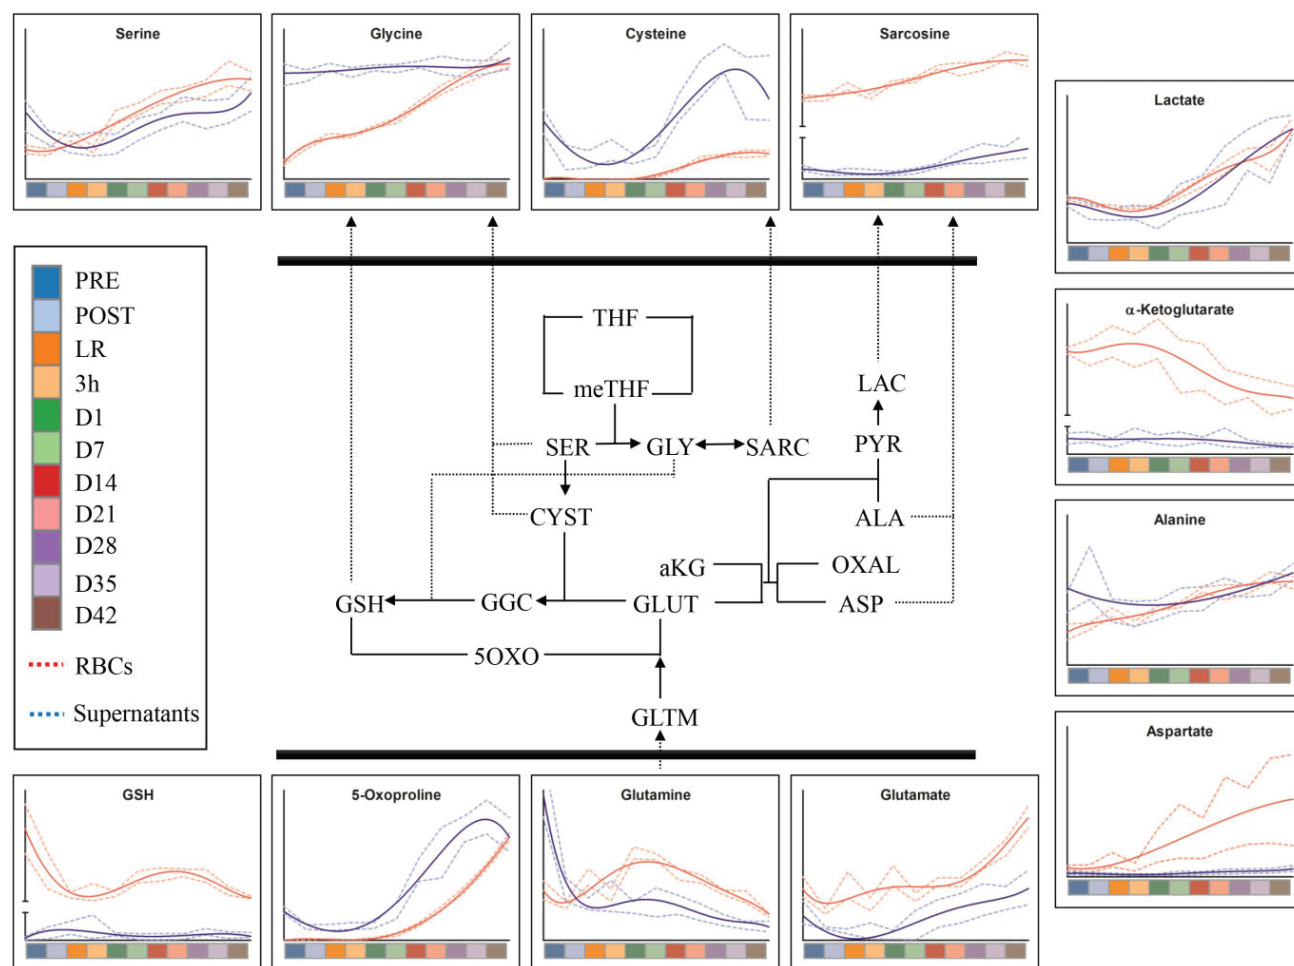 Serine
Glycine
Cysteine
Sarcosine
Lactate
PRE
POST
LR
3h
D1
D7
D14
D21
D28
D35
D42
RBCs
Supernatants
THF
meTHF
LAC
SER
GLY
SARC
PYR
CYST
ALA
aKG
OXAL
GSH
GGC
GLUT
ASP
5OXO
GLTM
α-Ketoglutarate
Alanine
Aspartate
GSH
5-Oxoproline
Glutamine
Glutamate